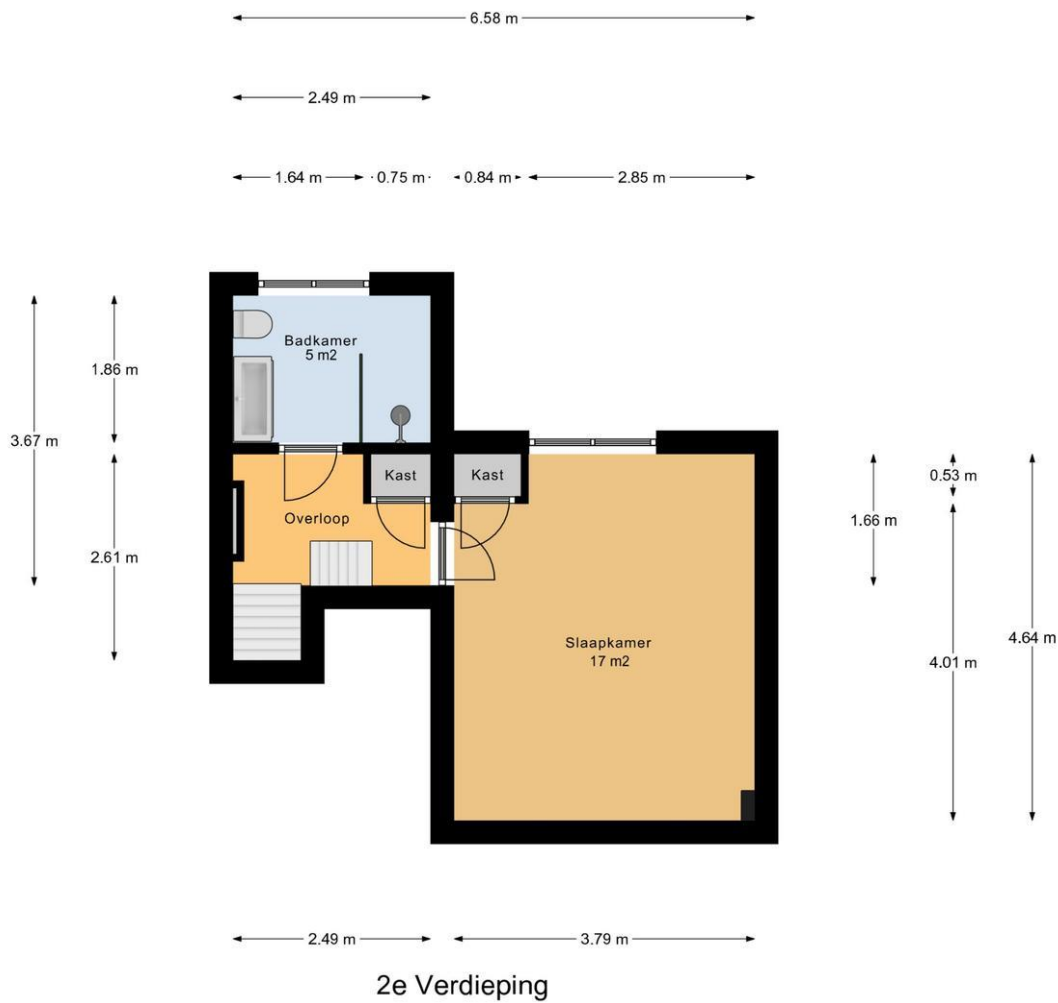 6.58 m
2.49 m
1.64 m 0.75 m 0.84 m 2.85 m
Badkamer
5 m2
1.86 m
3.67 m
Kast Kast
0.53 m
Overloop
1.66 m
2.61 m
Slaapkamer
17 m2
4.01 m
4.64 m
2.49 m 3.79 m
2e Verdieping